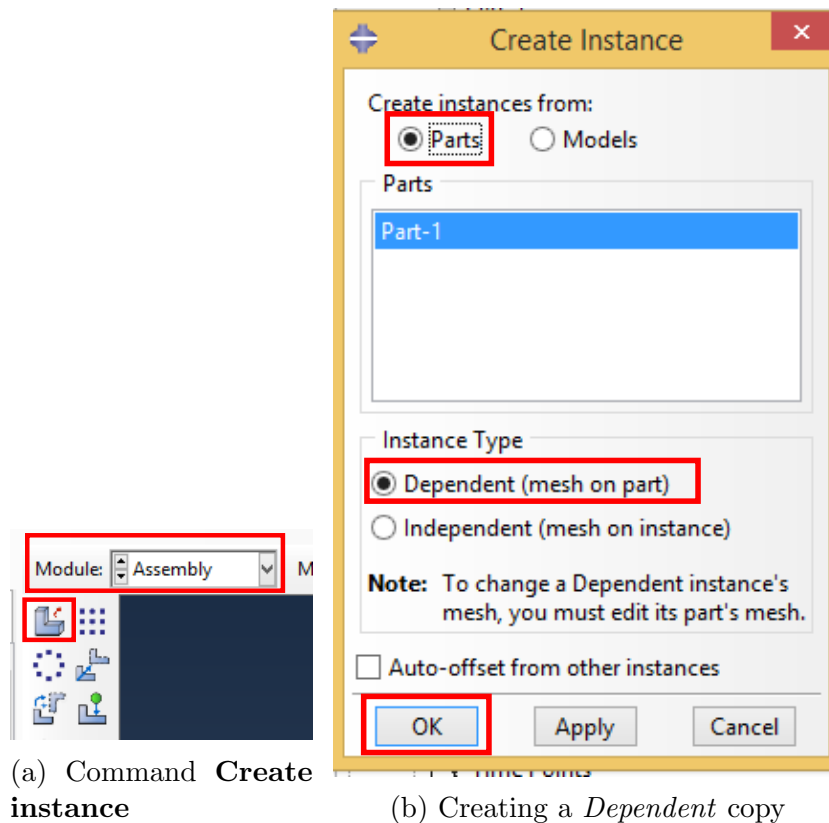 Create Instance
Create instances from:
Parts Models
Parts
Part-1
Instance Type
Dependent (mesh on part)
Independent (mesh on instance)
Note: To change a Dependent instance's
mesh, you must edit its part's mesh.
Auto-offset from other instances
OK Apply Cancel
Module: Assembly M
(a) Command Create
instance
(b) Creating a Dependent copy